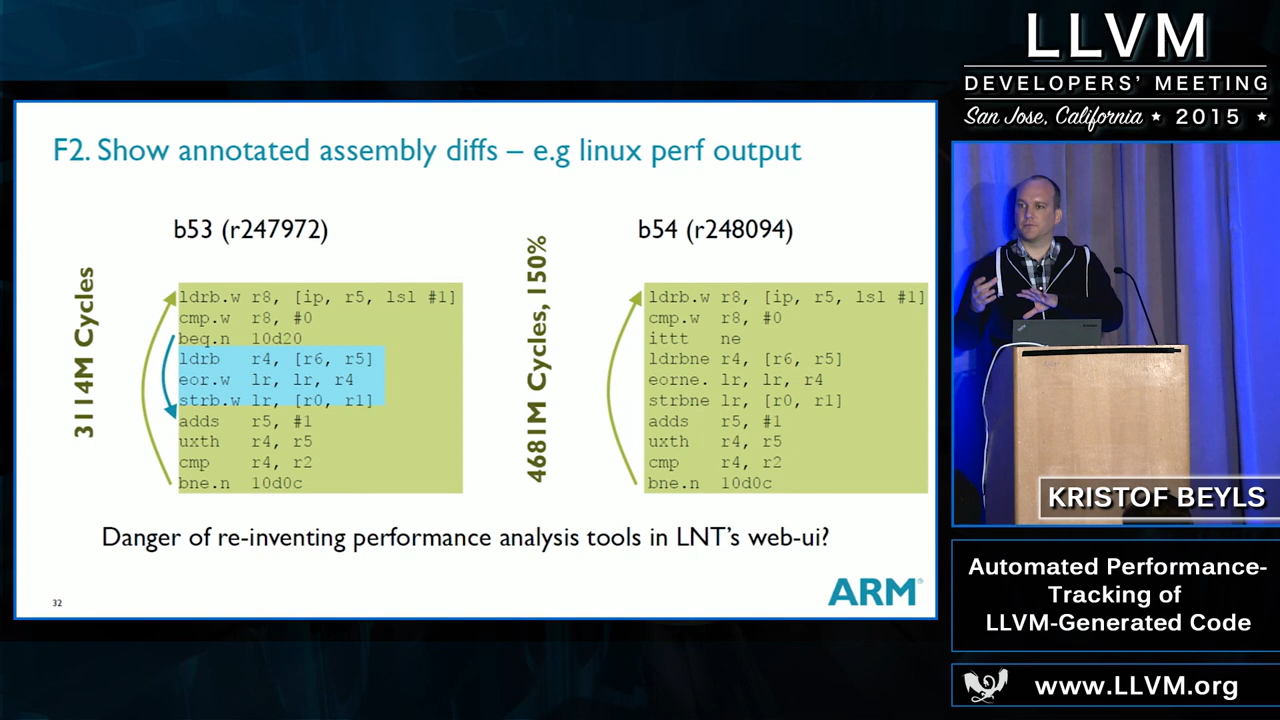 F2. Show annotated assembly diffs – e.g linux perf output
b53 (r247972)
3114M Cycles
ldrb.w r8, [ip, r5, lsl #1]
cmp.w r8, #0
beq.n 10d20
ldrb r4, [r6, r5]
eor.w lr, lr, r4
strb.w lr, [r0, r1]
adds r5, #1
uxth r4, r5
cmp r4, r2
bne.n 10d0c
b54 (r248094)
4681M Cycles, 150%
ldrb.w r8, [ip, r5, lsl #1]
cmp.w r8, #0
ittt ne
ldrbne r4, [r6, r5]
eorne. lr, lr, r4
strbne lr, [r0, r1]
adds r5, #1
uxth r4, r5
cmp r4, r2
bne.n 10d0c
Danger of re-inventing performance analysis tools in LNT's web-ui?
32
ARM®
LLVM
DEVELOPERS' MEETING
San Jose, California ★ 2015 ★
KRISTOF BEYLS
Automated Performance-
Tracking of
LLVM-Generated Code
www.LLVM.org